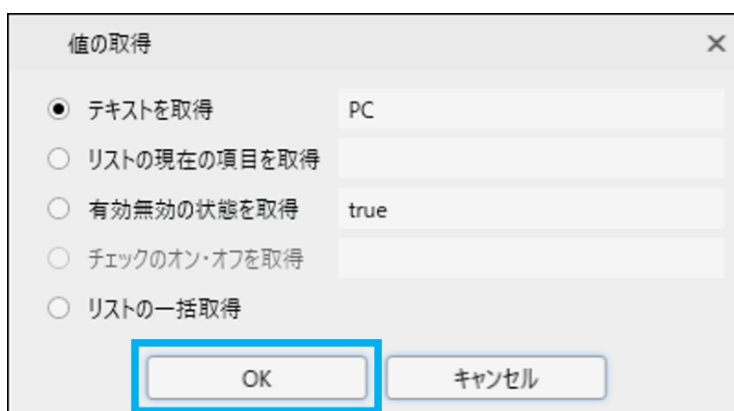 値の取得
テキストを取得 PC
リストの現在の項目を取得
有効無効の状態を取得 true
チェックのオン・オフを取得
リストの一括取得
OK キャンセル